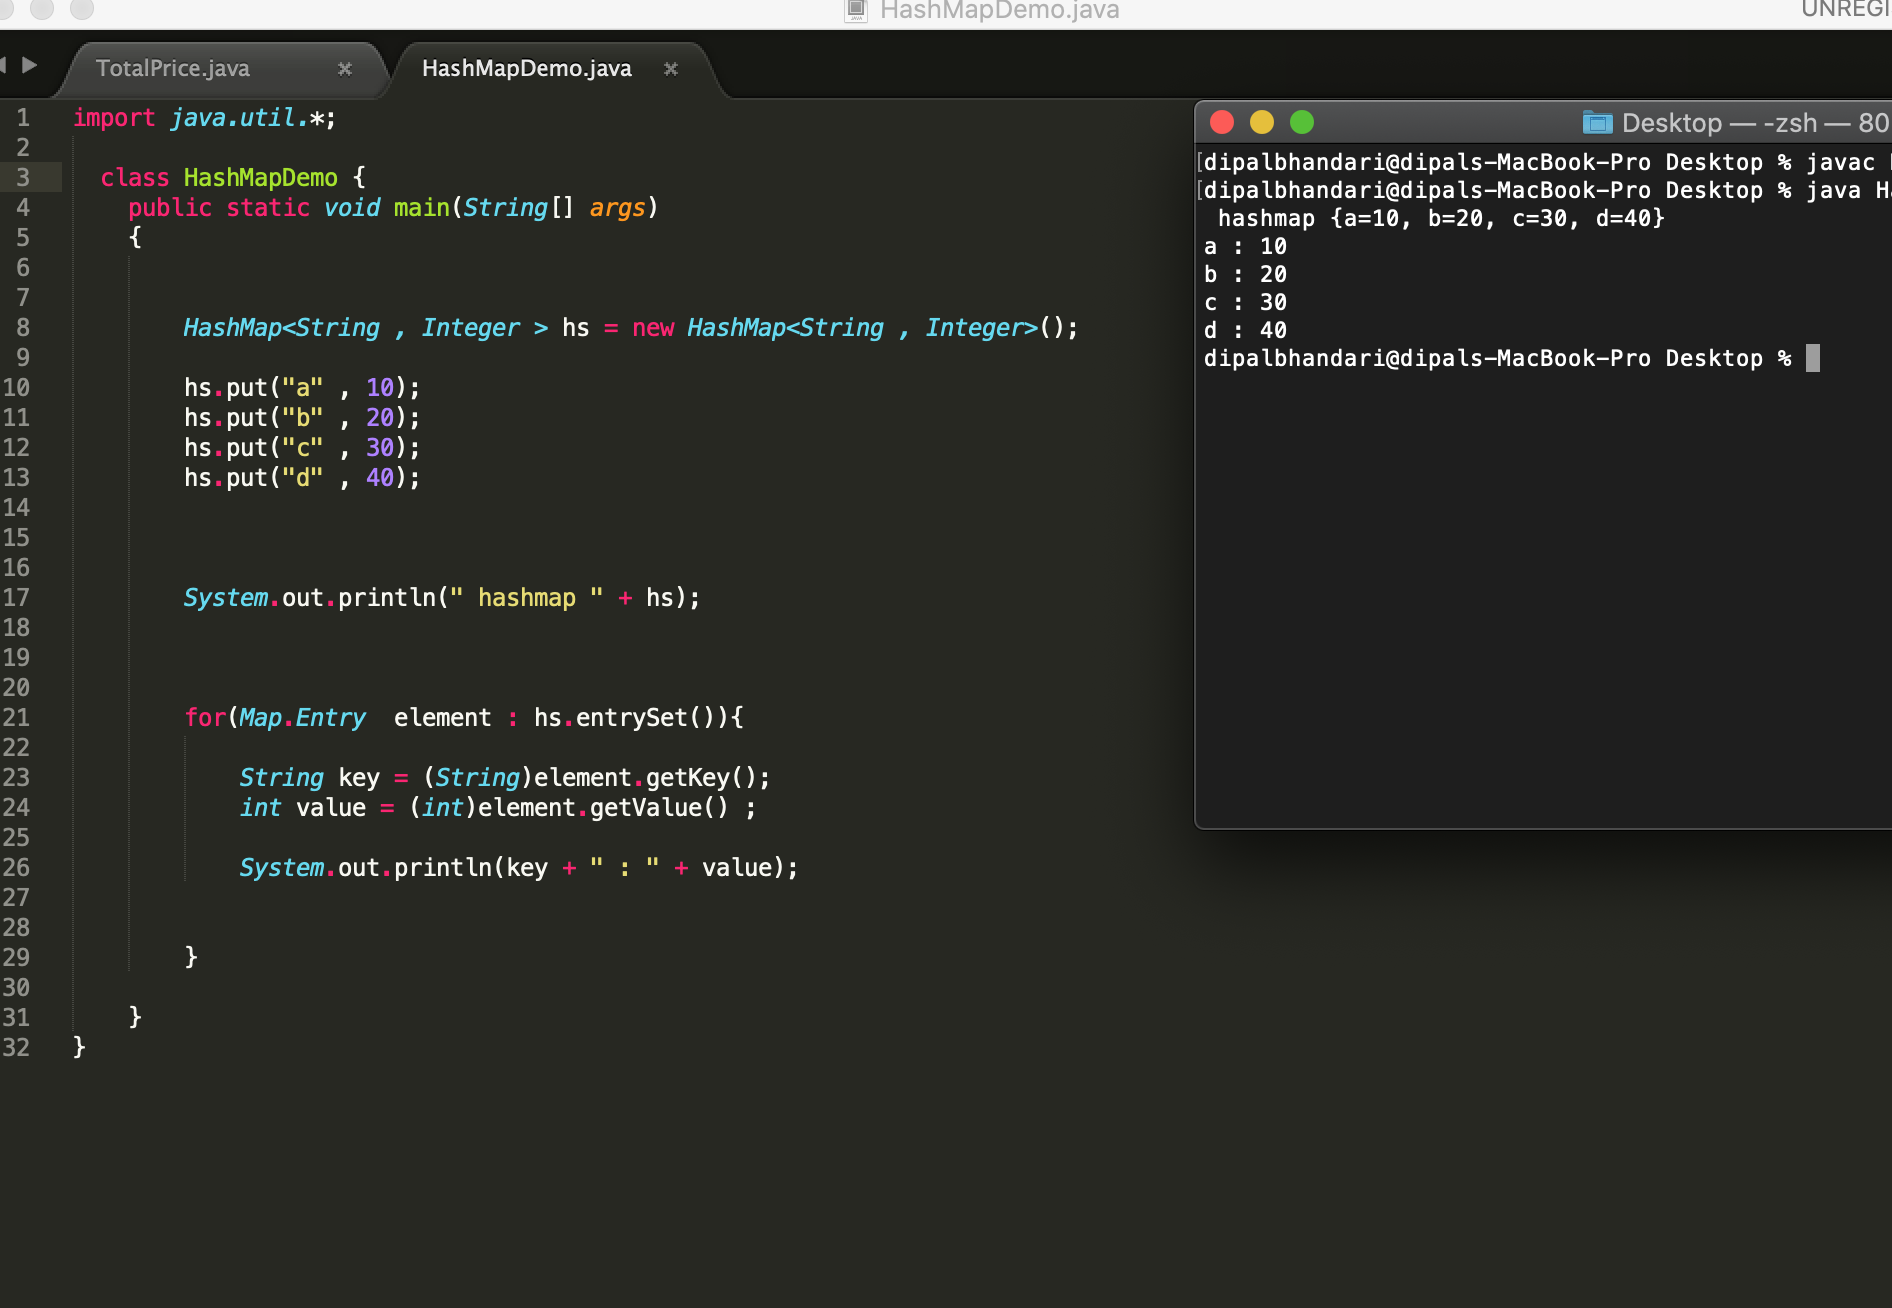 HashMapDemo.java
TotalPrice.java
HashMapDemo.java
1 import java.util.*;
2
3 class HashMapDemo {
4 public static void main(String[] args)
5 {
6
7
8 HashMap<String , Integer > hs = new HashMap<String , Integer>();
9
10 hs.put("a" , 10);
11 hs.put("b" , 20);
12 hs.put("c" , 30);
13 hs.put("d" , 40);
14
15
16
17 System.out.println(" hashmap " + hs);
18
19
20
21 for(Map.Entry  element : hs.entrySet()){
22
23 String key = (String)element.getKey();
24 int value = (int)element.getValue() ;
25
26 System.out.println(key + " : " + value);
27
28
29 }
30
31 }
32 }
Desktop — -zsh — 80
dipalbhandari@dipals-MacBook-Pro Desktop % javac
dipalbhandari@dipals-MacBook-Pro Desktop % java
hashmap {a=10, b=20, c=30, d=40}
a : 10
b : 20
c : 30
d : 40
dipalbhandari@dipals-MacBook-Pro Desktop %